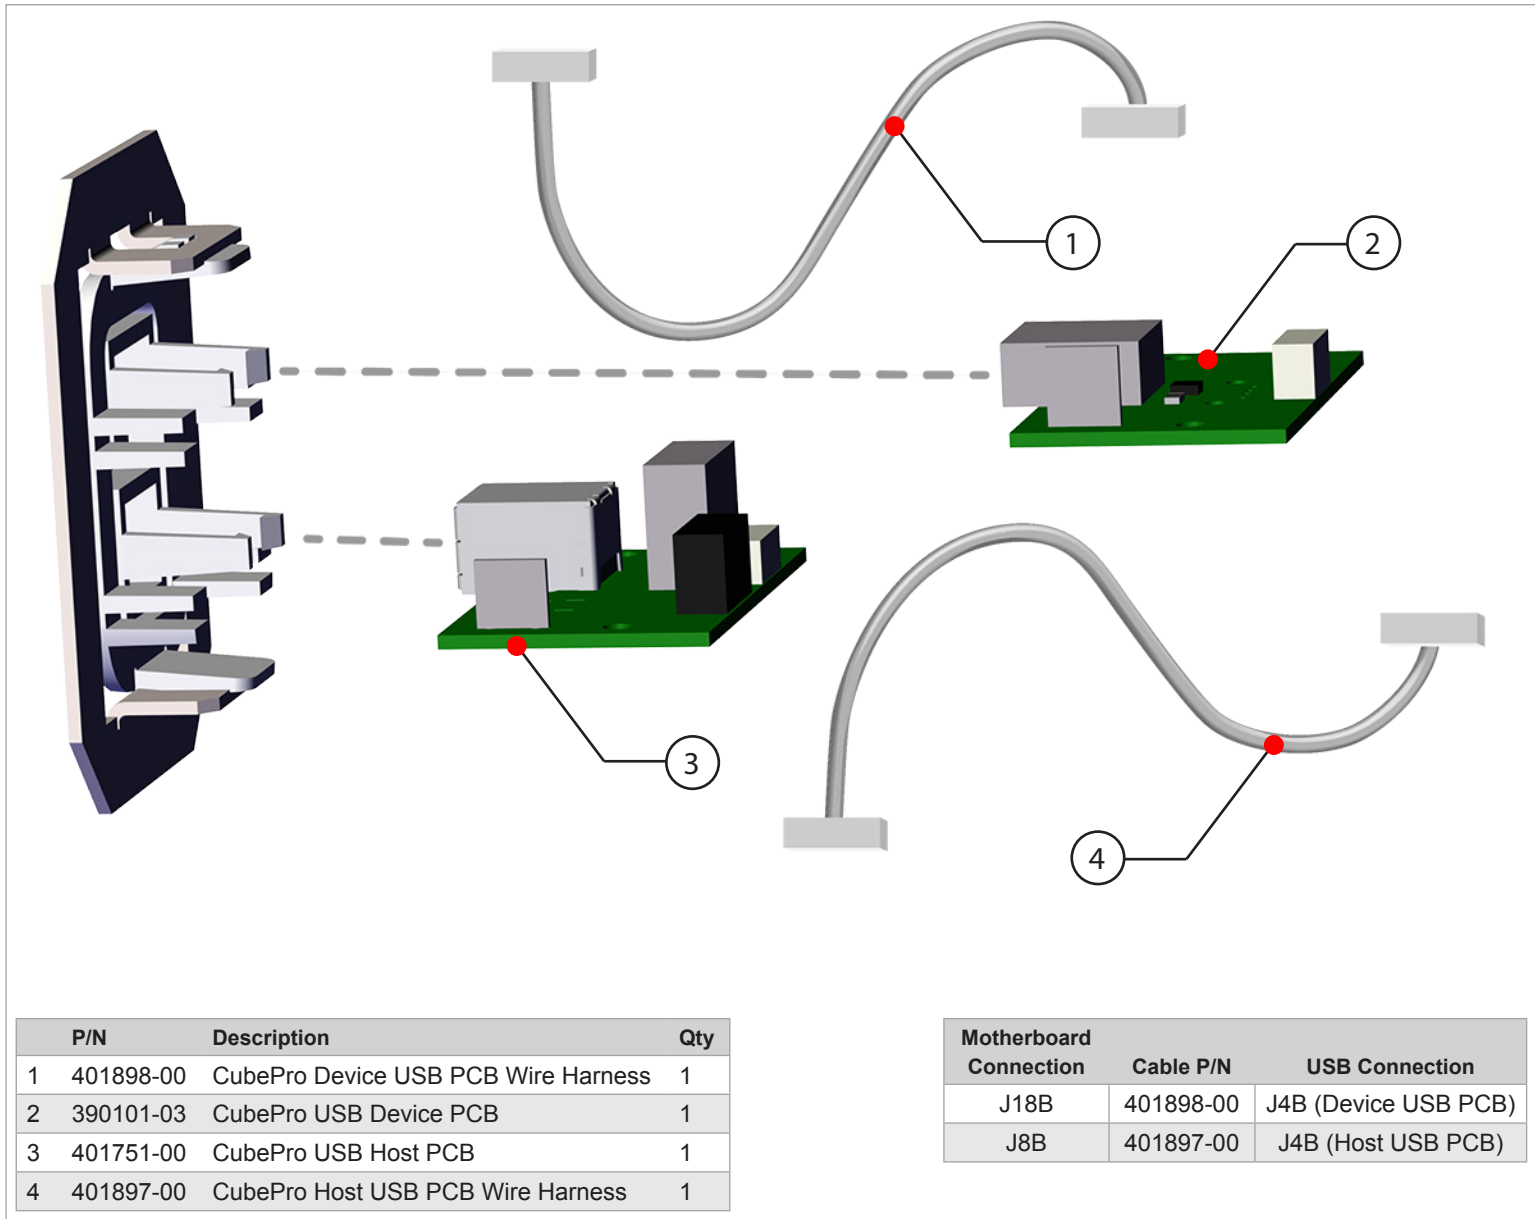 1
2
3
4
P/N Description Qty
1 401898-00 CubePro Device USB PCB Wire Harness 1
2 390101-03 CubePro USB Device PCB 1
3 401751-00 CubePro USB Host PCB 1
4 401897-00 CubePro Host USB PCB Wire Harness 1
Motherboard
Connection Cable P/N USB Connection
J18B 401898-00 J4B (Device USB PCB)
J8B 401897-00 J4B (Host USB PCB)